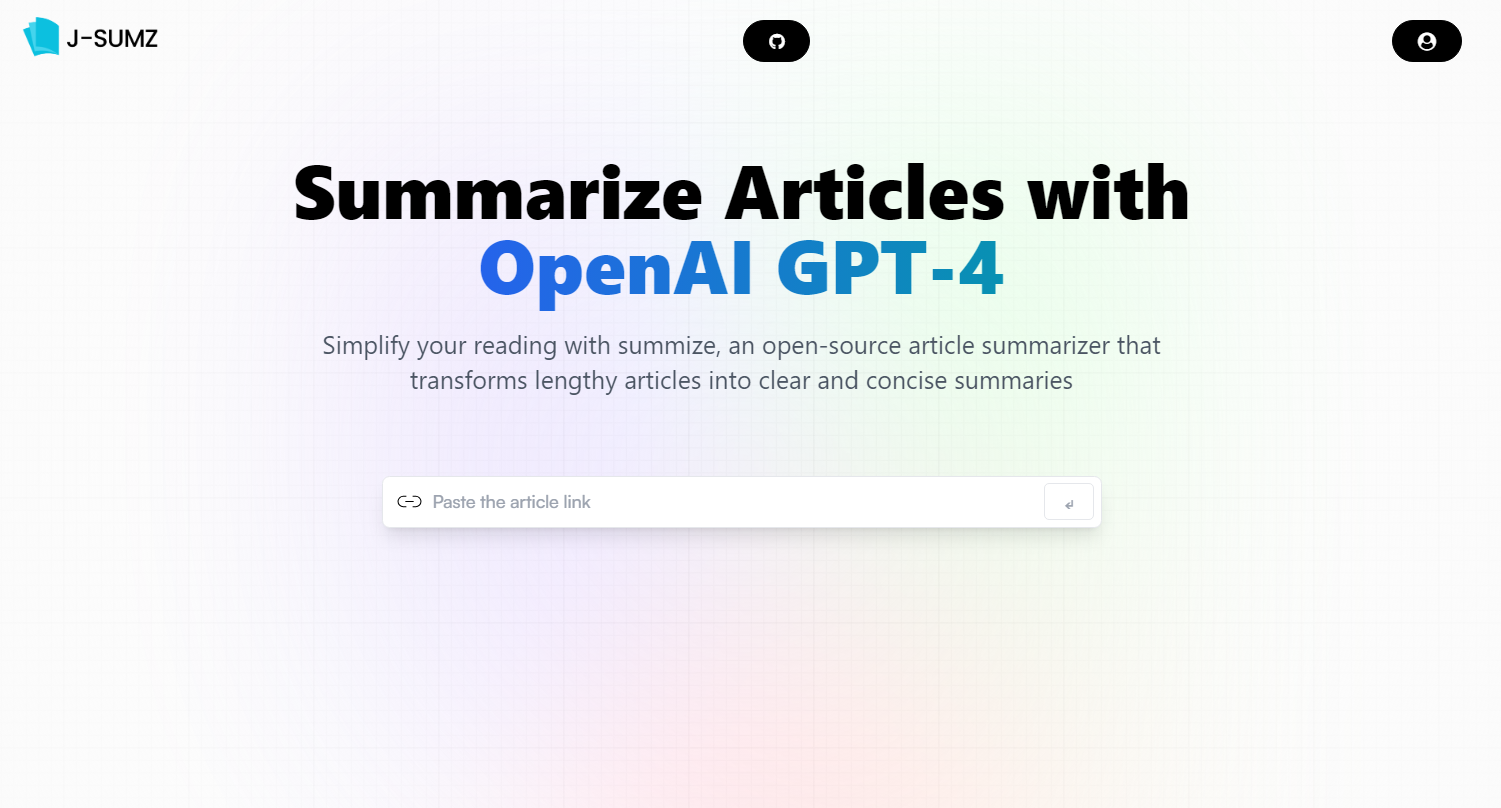 J-SUMZ
Summarize Articles with
OpenAI GPT-4
Simplify your reading with summize, an open-source article summarizer that
transforms lengthy articles into clear and concise summaries
Paste the article link
↲